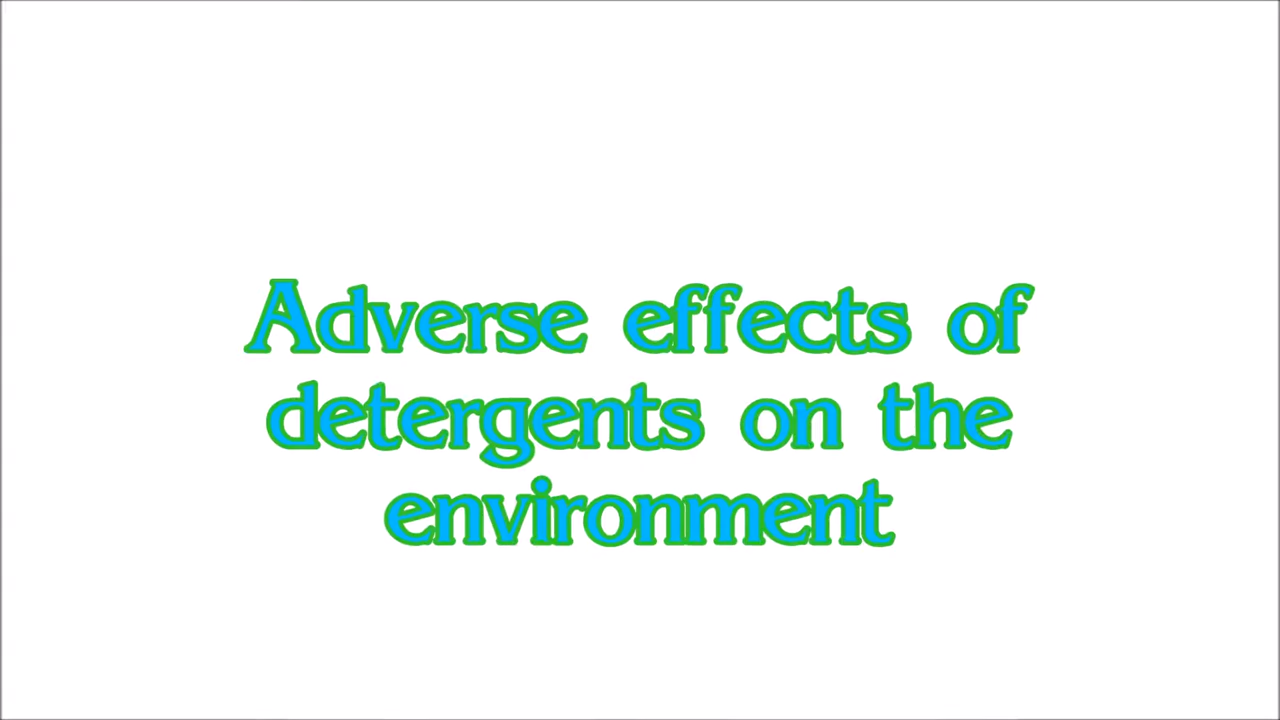 Adverse effects of
detergents on the
environment